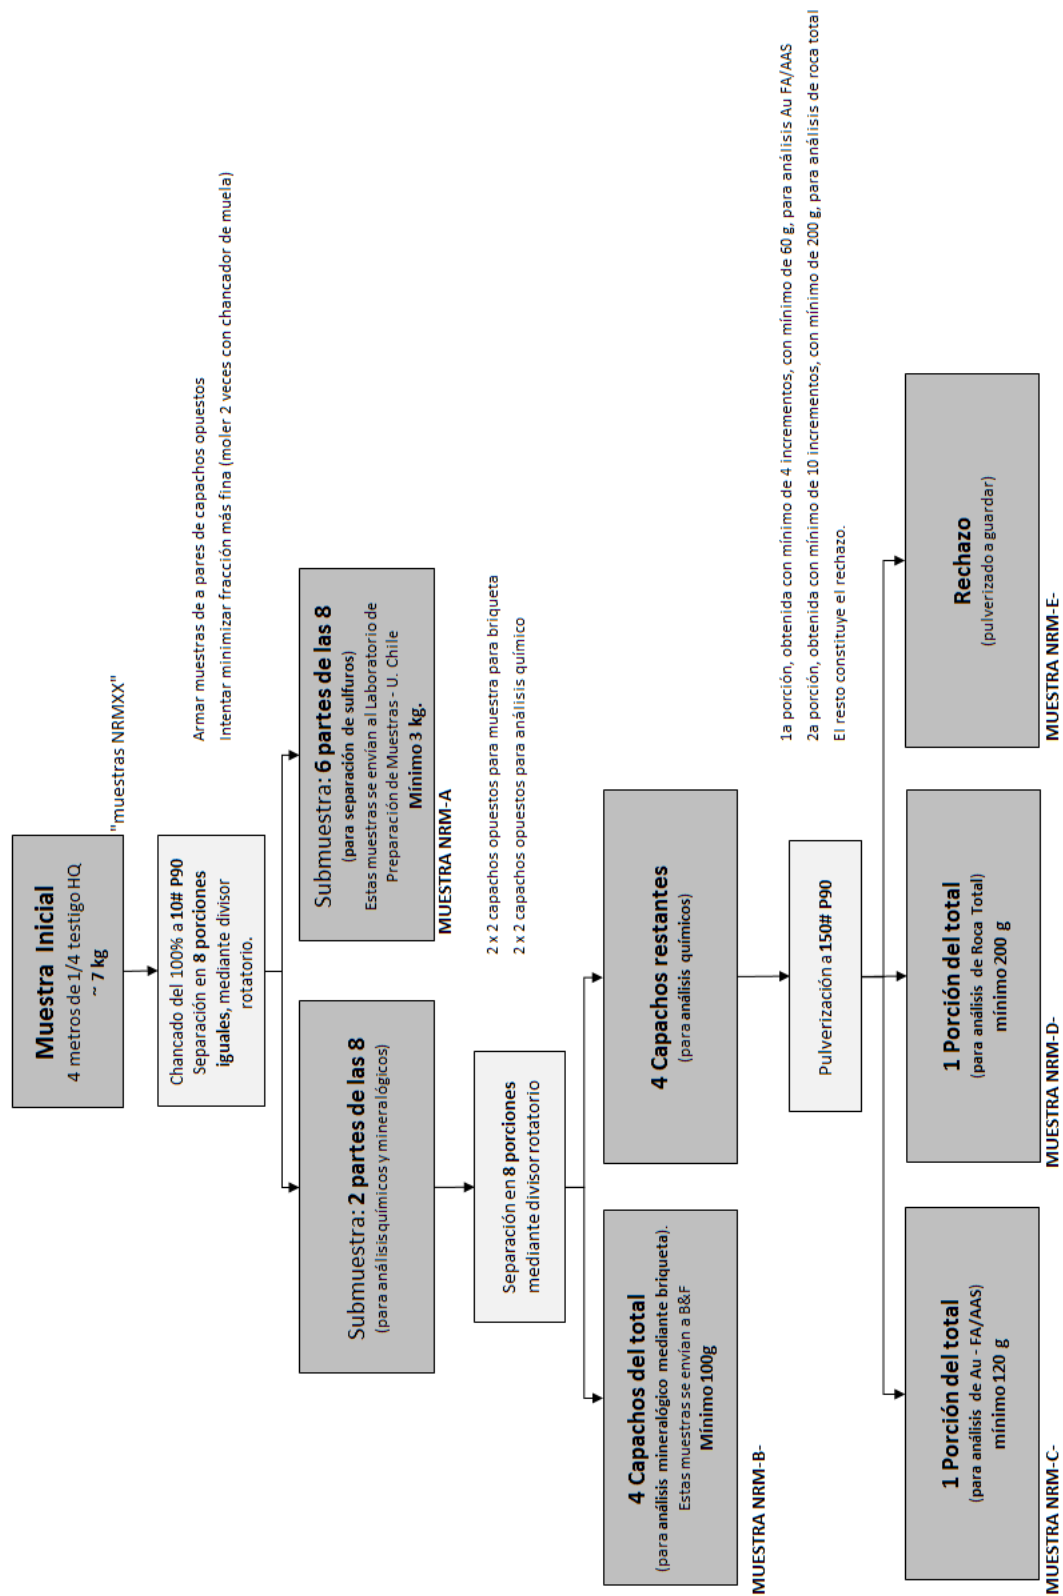 Muestra Inicial
4 metros de 1/4 testigo HQ
~ 7 kg
"muestras NRMXX"
Chancado del 100% a 10# P90
Separación en 8 porciones
iguales, mediante divisor
rotatorio.
Armar muestras de a pares de capachos opuestos
Intentar minimizar fracción más fina (moler 2 veces con chancador de muela)
Submuestra: 2 partes de las 8
(para análisis químicos y mineralógicos)
Submuestra: 6 partes de las 8
(para separación de sulfuros)
Estas muestras se envían al Laboratorio de
Preparación de Muestras - U. Chile
Mínimo 3 kg.
MUESTRA NRM-A
Separación en 8 porciones
mediante divisor rotatorio
2 x 2 capachos opuestos para muestra para briqueta
2 x 2 capachos opuestos para análisis químico
4 Capachos del total
(para análisis mineralógico mediante briqueta).
Estas muestras se envían a B&F
Mínimo 100g
MUESTRA NRM-B-
4 Capachos restantes
(para análisis químicos)
Pulverización a 150# P90
1a porción, obtenida con mínimo de 4 incrementos, con mínimo de 60 g, para análisis Au FA/AAS
2a porción, obtenida con mínimo de 10 incrementos, con mínimo de 200 g, para análisis de roca total
El resto constituye el rechazo.
1 Porción del total
(para análisis de Au - FA/AAS)
mínimo 120 g
MUESTRA NRM-C-
1 Porción del total
(para análisis de Roca Total)
mínimo 200 g
MUESTRA NRM-D-
Rechazo
(pulverizado a guardar)
MUESTRA NRM-E-